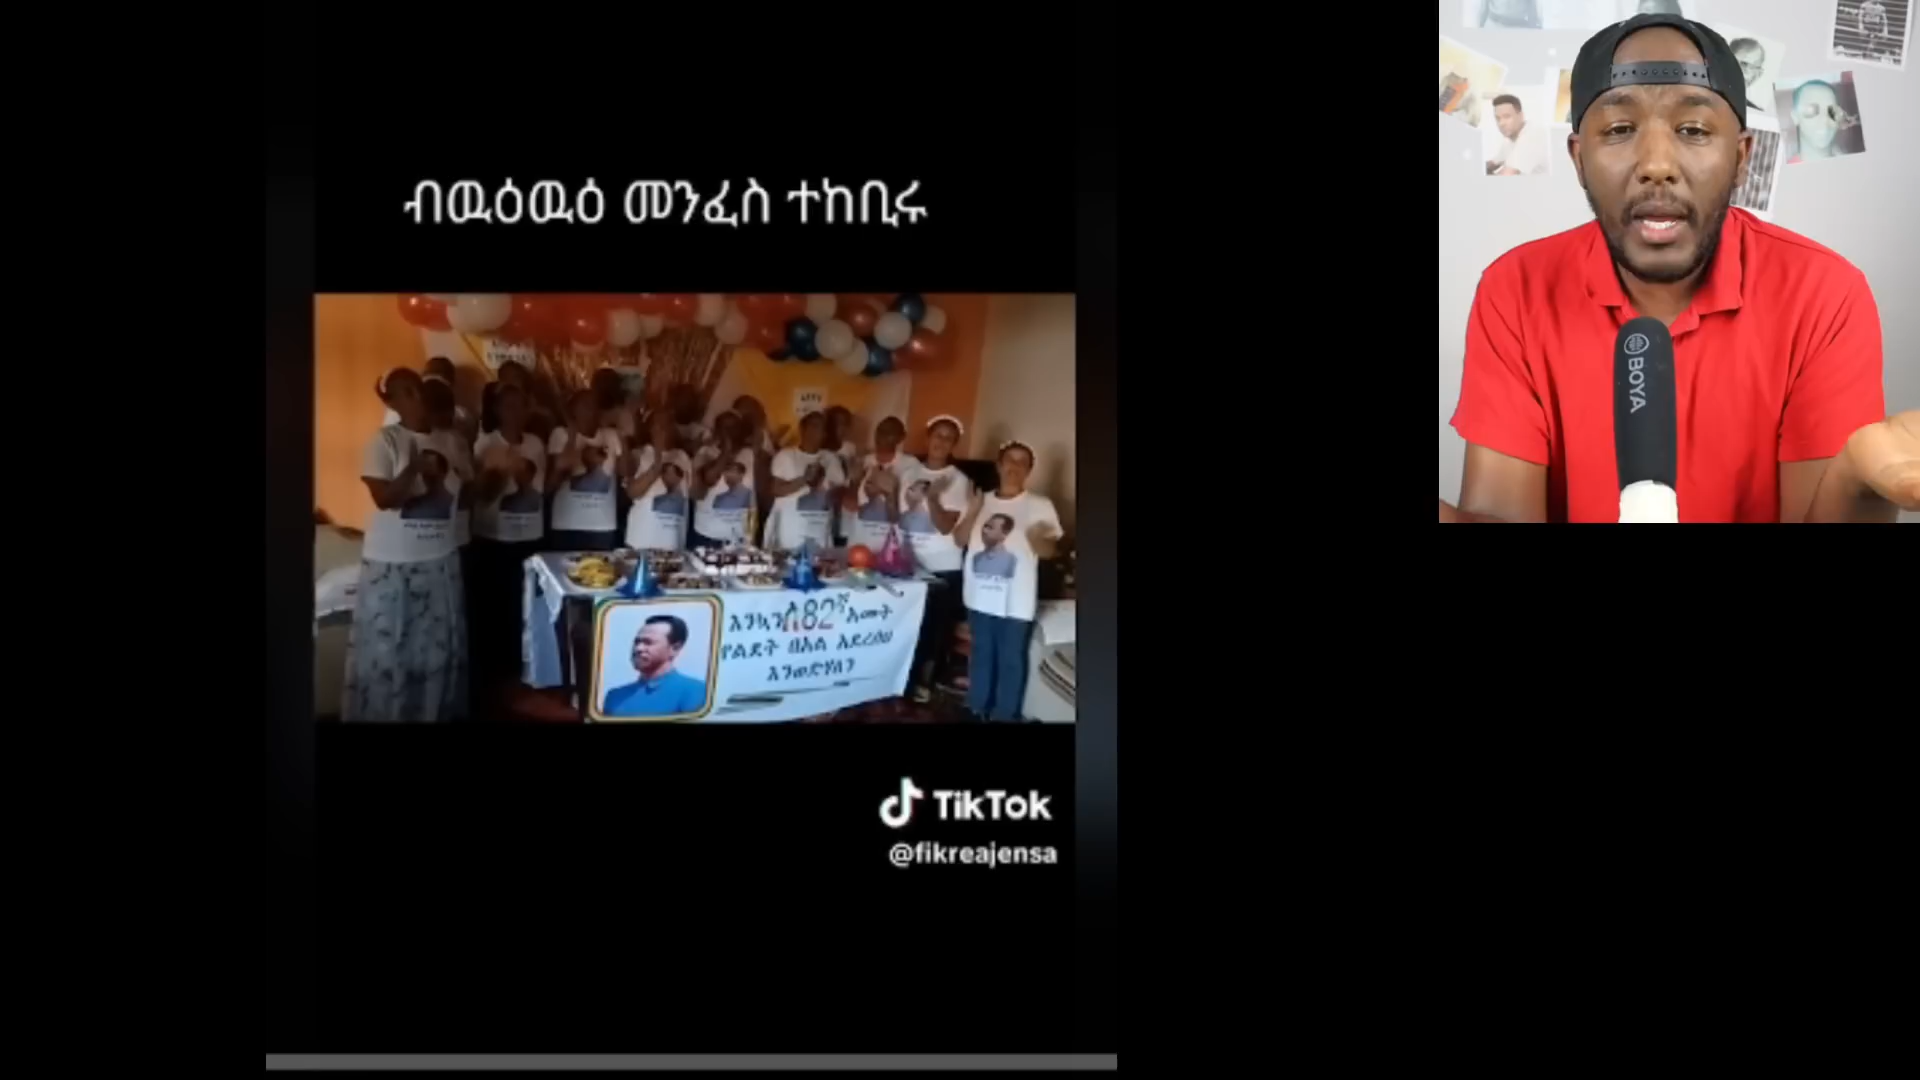 ብዉዕዉዕ መንፈስ ተከቢሩ
እንኳን ለ82ኛ አመት
የልደት በአል አደረሰህ
እንወድሃለን
TikTok
@fikreajensa
BOYA